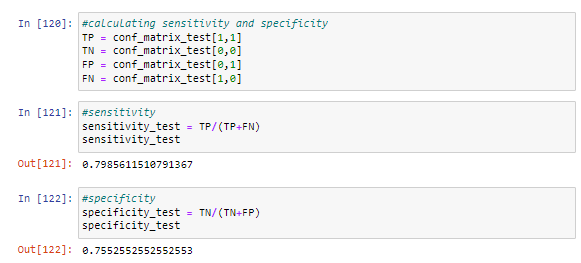 In [120]: #calculating sensitivity and specificity
TP = conf_matrix_test[1,1]
TN = conf_matrix_test[0,0]
FP = conf_matrix_test[0,1]
FN = conf_matrix_test[1,0]
In [121]: #sensitivity
sensitivity_test = TP/(TP+FN)
sensitivity_test
Out[121]: 0.7985611510791367
In [122]: #specificity
specificity_test = TN/(TN+FP)
specificity_test
Out[122]: 0.7552552552552553